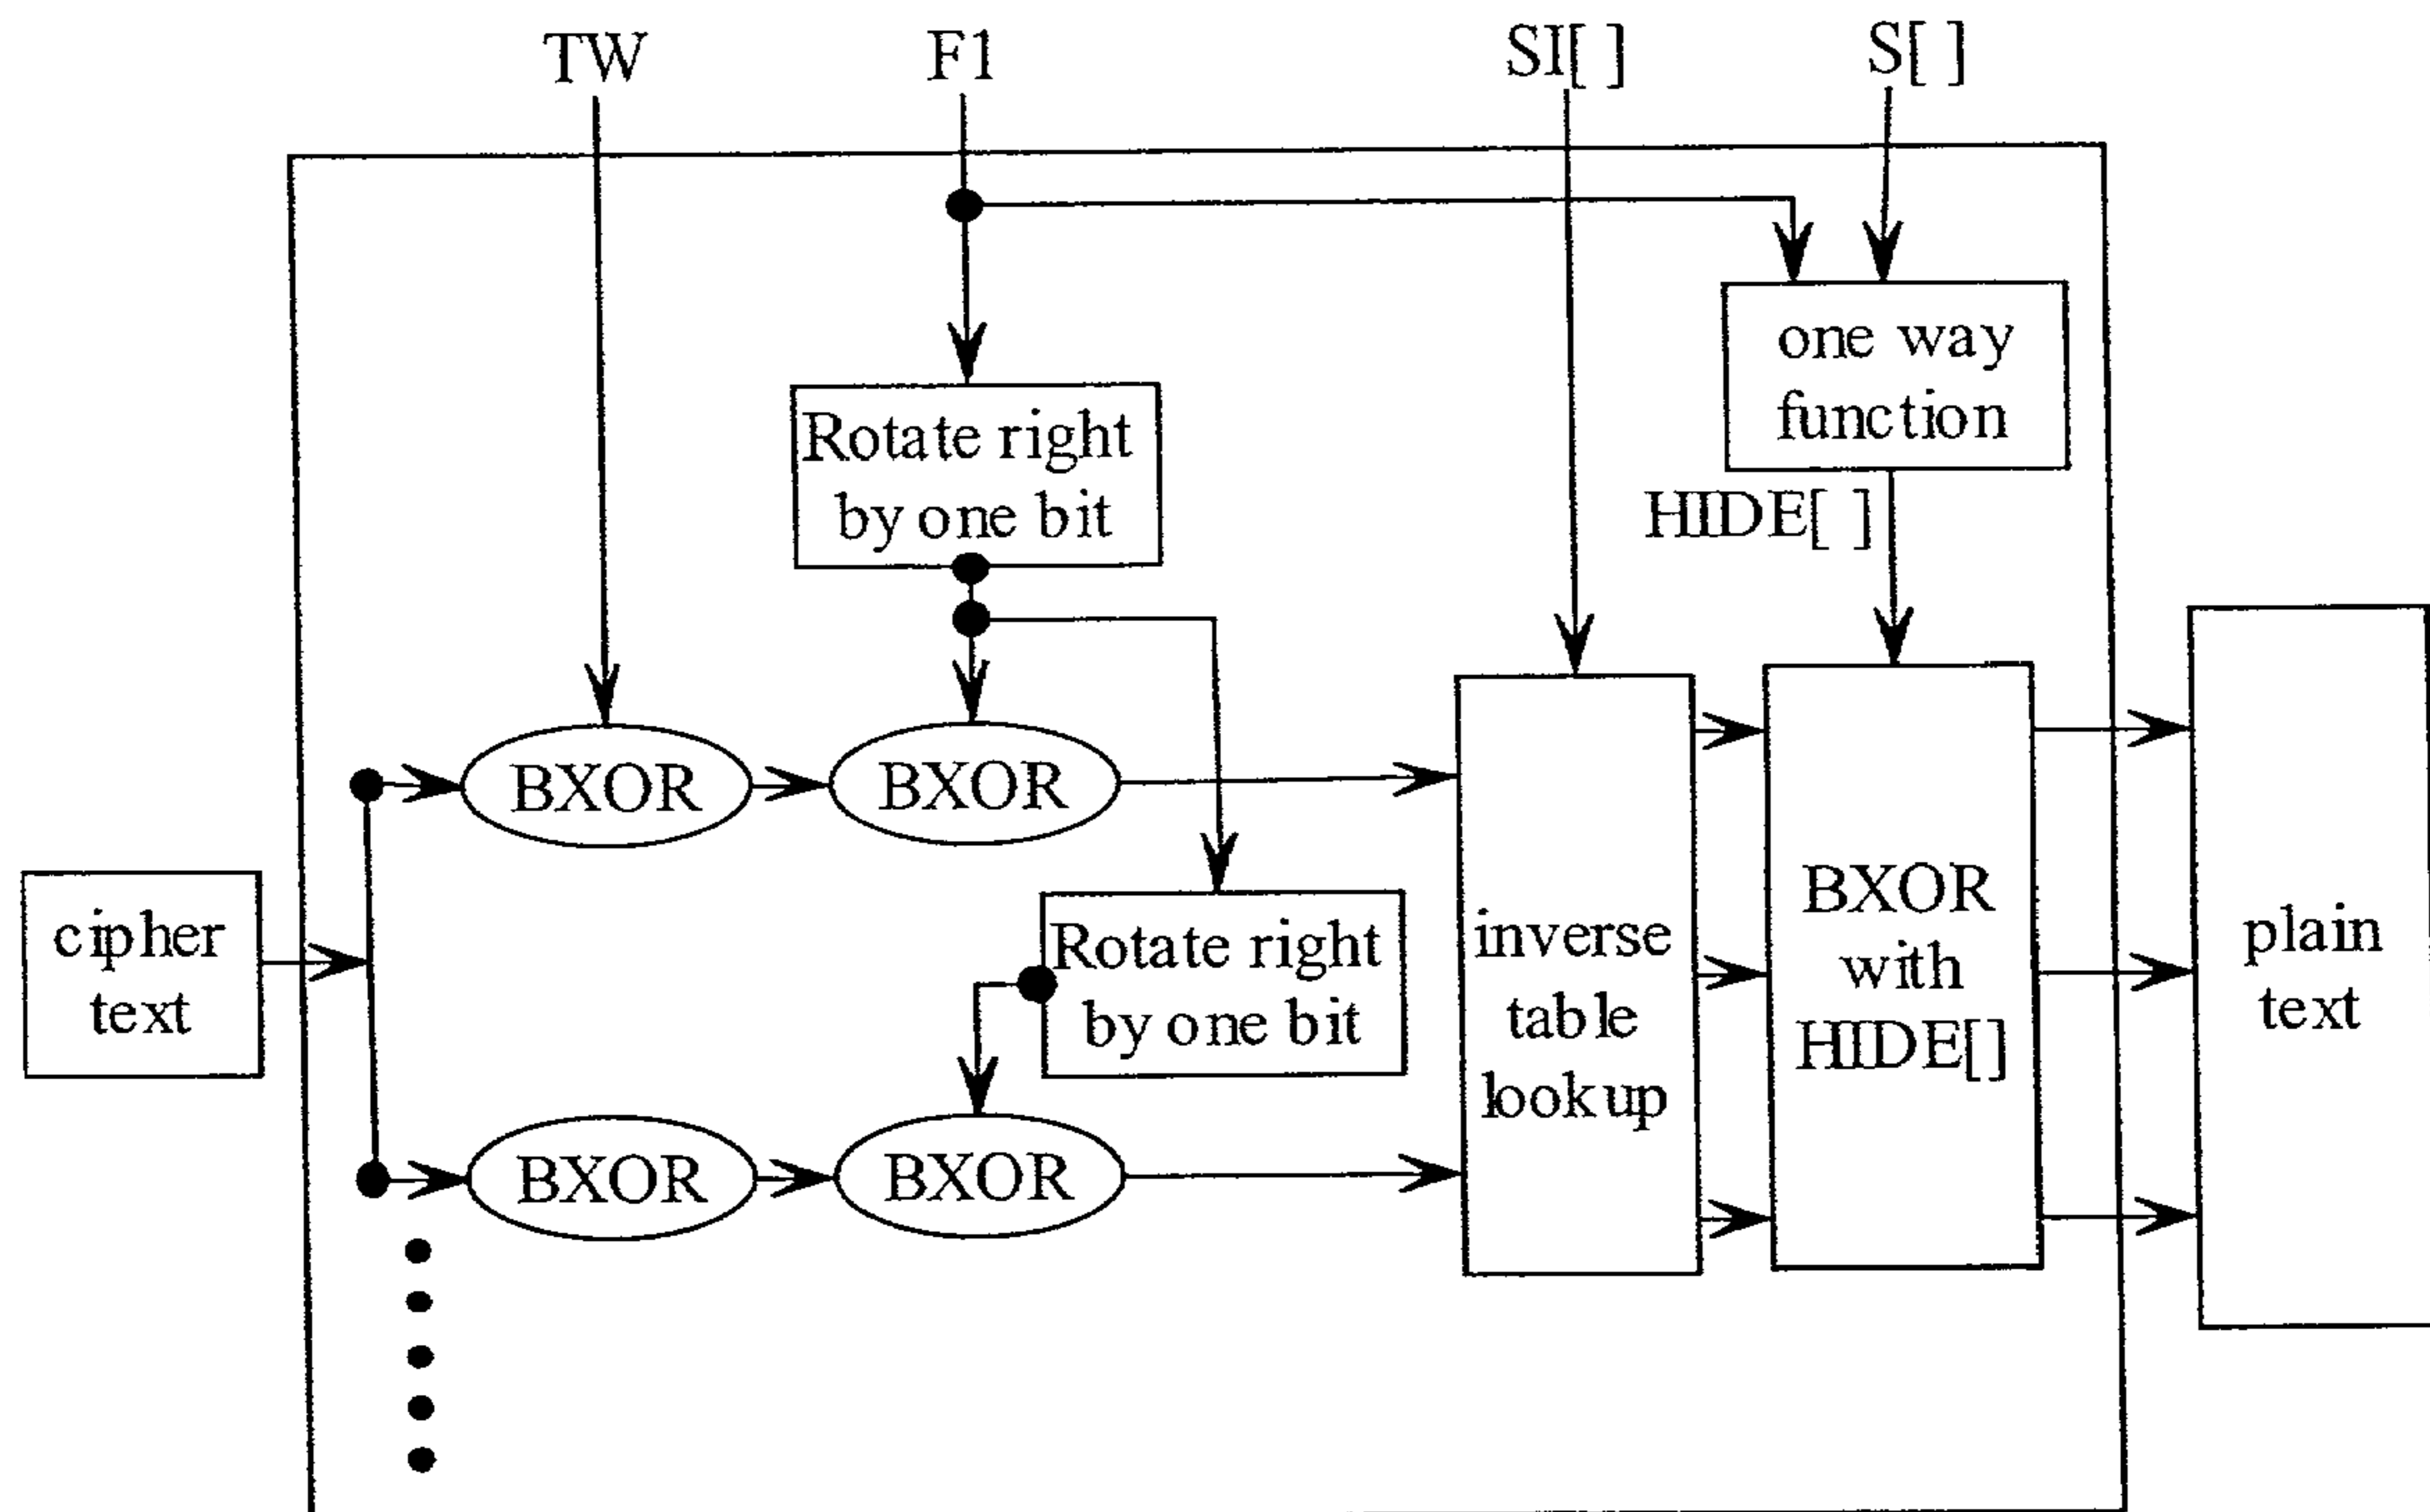 TW
F1
SI[ ]
S[ ]
one way
function
Rotate right
by one bit
HIDE[ ]
BXOR
BXOR
cipher
text
Rotate right
by one bit
inverse
table
lookup
BXOR
with
HIDE[]
plain
text
BXOR
BXOR